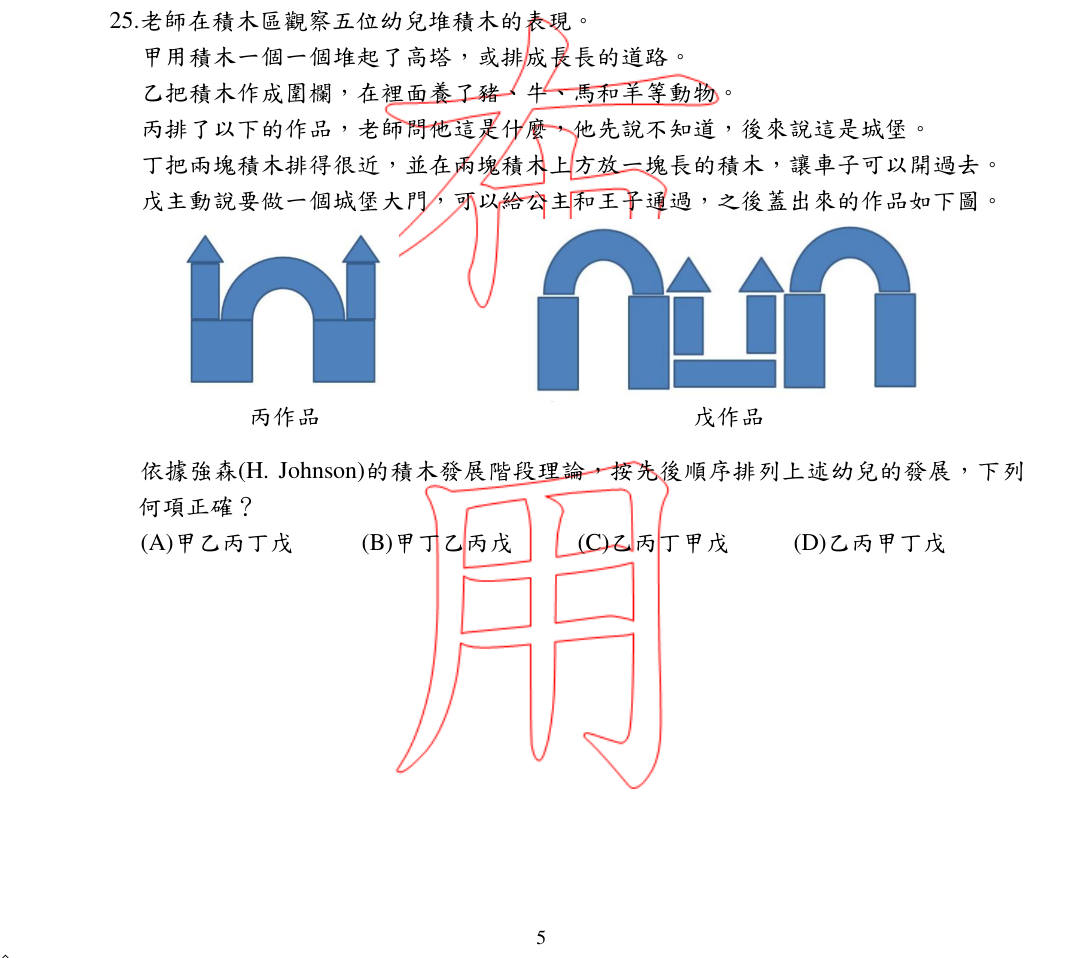 25.老師在積木區觀察五位幼兒堆積木的表現。
甲用積木一個一個堆起了高塔，或排成長長的道路。
乙把積木作成圍欄，在裡面養了豬、牛、馬和羊等動物。
丙排了以下的作品，老師問他這是什麼，他先說不知道，後來說這是城堡。
丁把兩塊積木排得很近，並在兩塊積木上方放一塊長的積木，讓車子可以開過去。
戊主動說要做一個城堡大門，可以給公主和王子通過，之後蓋出來的作品如下圖。
丙作品 戊作品
依據強森(H. Johnson)的積木發展階段理論，按先後順序排列上述幼兒的發展，下列
何項正確？
(A)甲乙丙丁戊 (B)甲丁乙丙戊 (C)乙丙丁甲戊 (D)乙丙甲丁戊
用
5